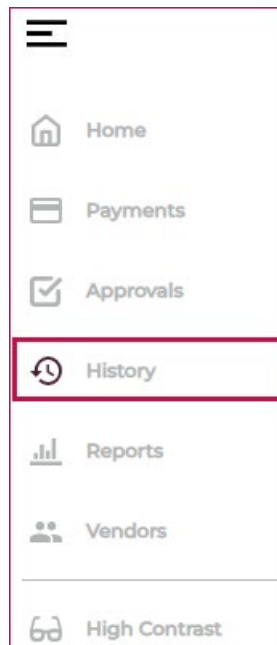 Home
Payments
Approvals
History
Reports
Vendors
High Contrast